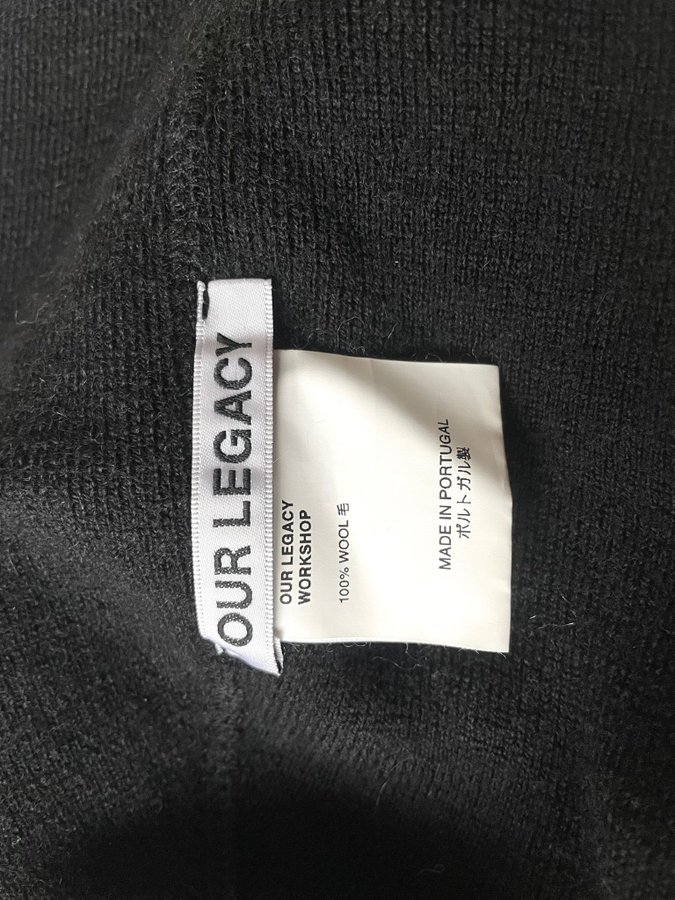 OUR LEGACY
OUR LEGACY
WORKSHOP
100% WOOL 毛
MADE IN PORTUGAL
ポルトガル製